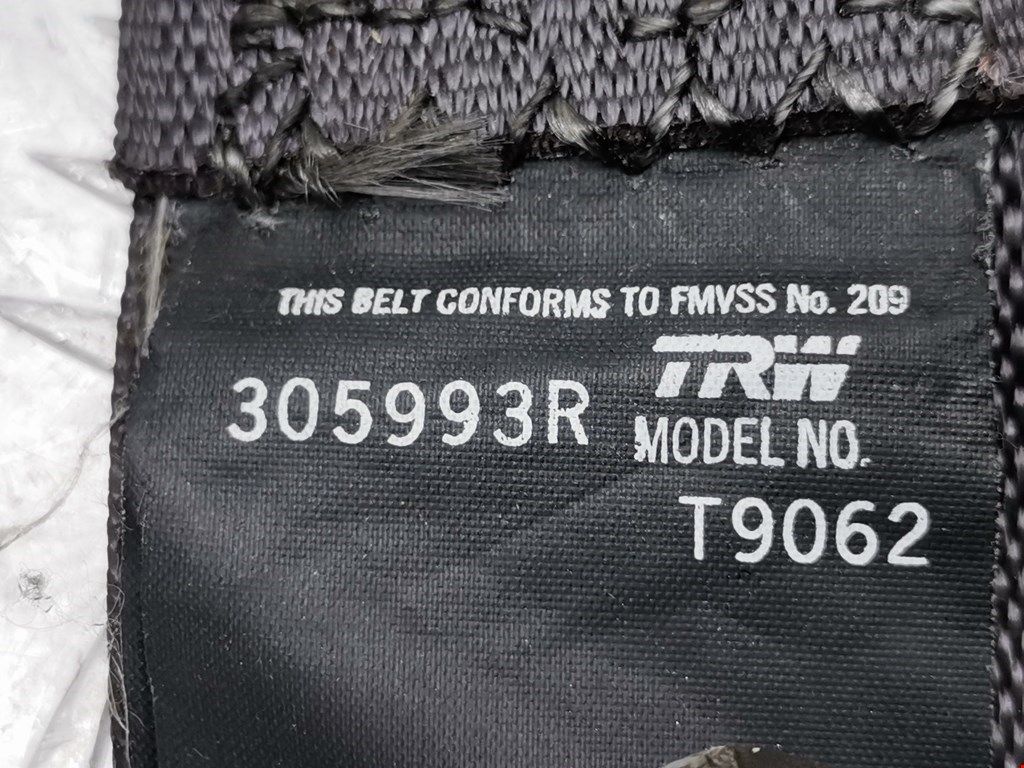 THIS BELT CONFORMS TO FMVSS No. 209
TRW
305993R
MODEL NO.
T9062